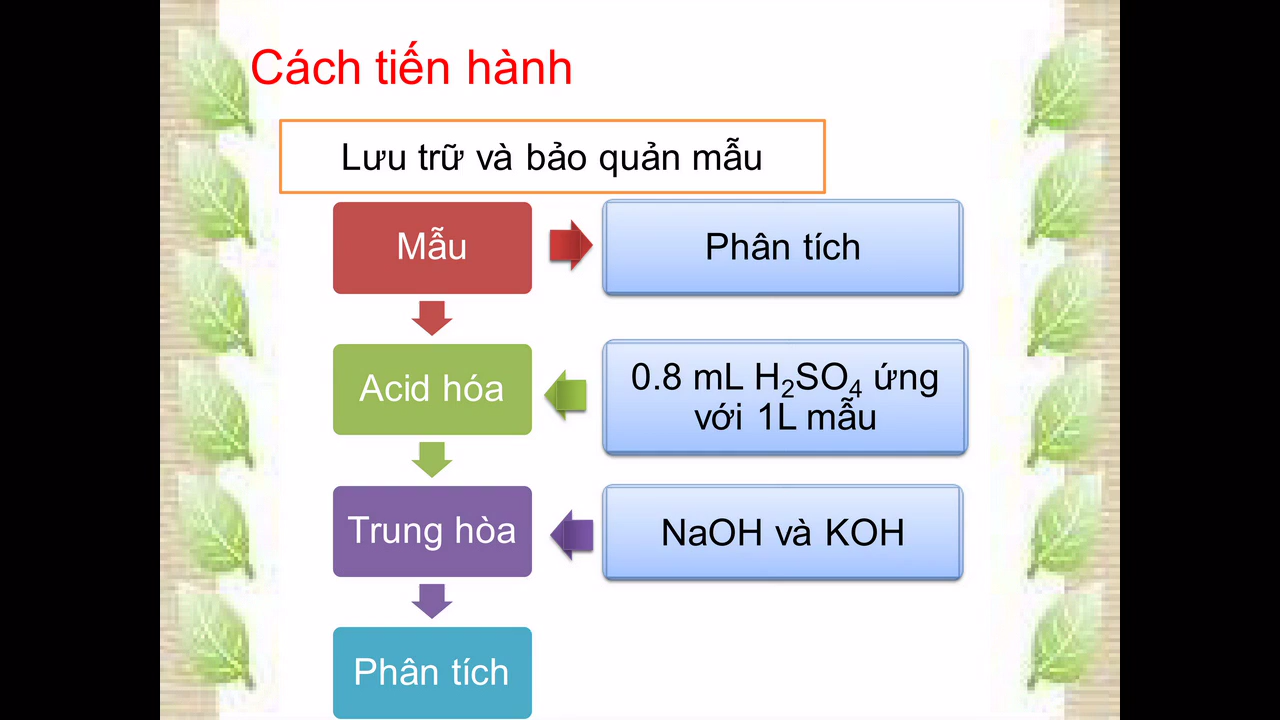 Cách tiến hành
Lưu trữ và bảo quản mẫu
Mẫu
Phân tích
Acid hóa
0.8 mL H₂SO₄ ứng
với 1L mẫu
Trung hòa
NaOH và KOH
Phân tích